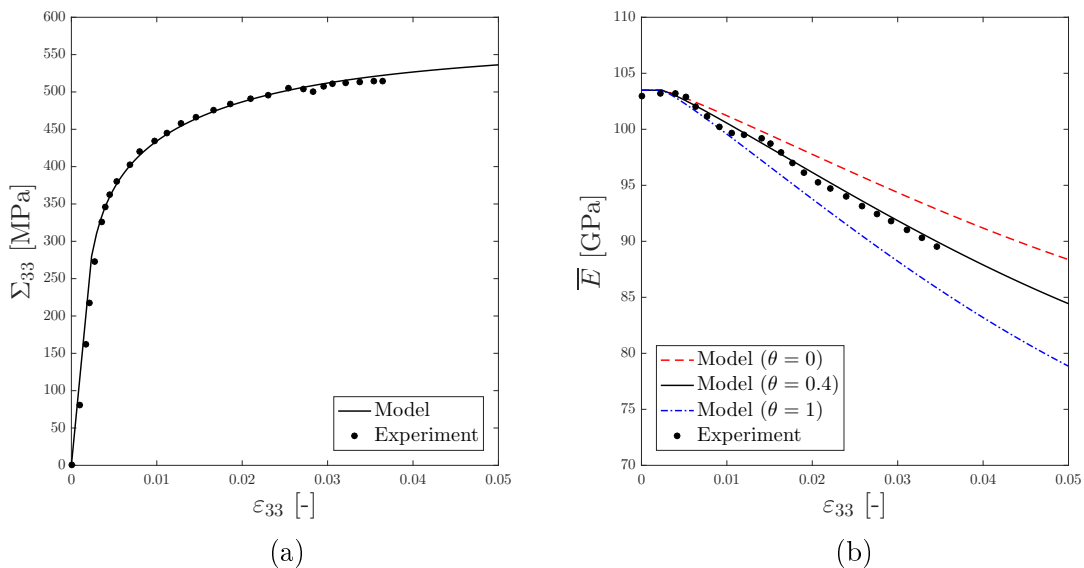 600
550
500
450
400
350
300
250
200
150
100
50
0
Σ33 [MPa]
0 0.01 0.02 0.03 0.04 0.05
ε33 [-]
Model
Experiment
(a)
110
105
100
95
90
85
80
75
70
E̅ [GPa]
0 0.01 0.02 0.03 0.04 0.05
ε33 [-]
Model (θ = 0)
Model (θ = 0.4)
Model (θ = 1)
Experiment
(b)